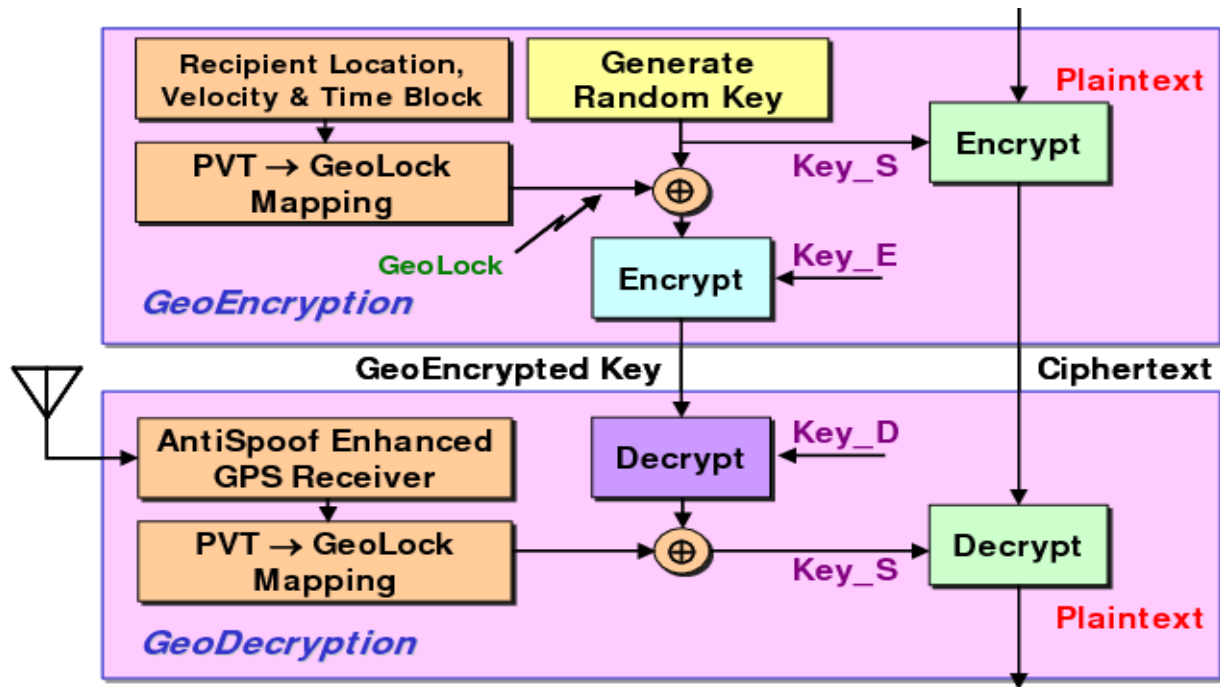 Recipient Location,
Velocity & Time Block
Generate
Random Key
Plaintext
Encrypt
PVT → GeoLock
Mapping
Key_S
⊕
GeoLock
Encrypt
Key_E
GeoEncryption
GeoEncrypted Key
Ciphertext
AntiSpoof Enhanced
GPS Receiver
Decrypt
Key_D
PVT → GeoLock
Mapping
⊕
Key_S
Decrypt
Plaintext
GeoDecryption